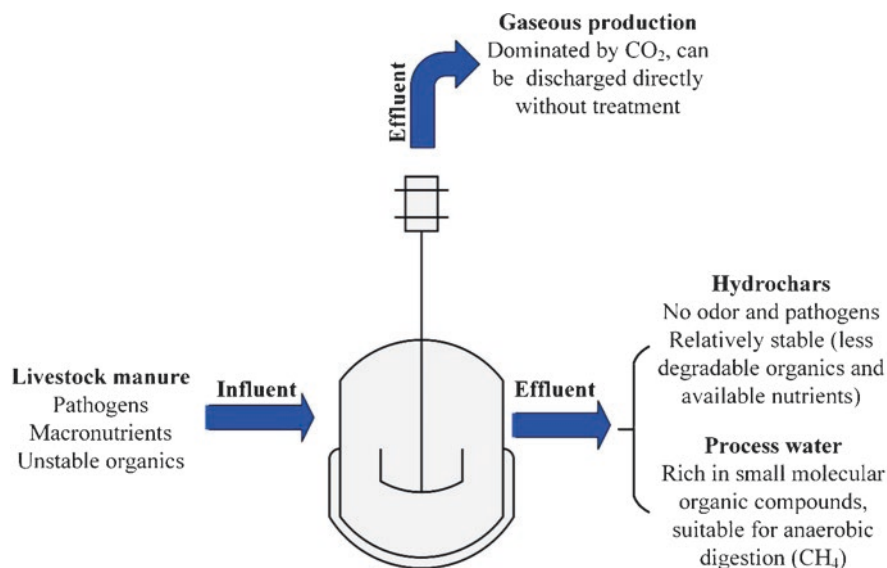 Gaseous production
Dominated by CO₂, can
be discharged directly
without treatment
Effluent
Livestock manure
Pathogens
Macronutrients
Unstable organics
Influent
Effluent
Hydrochars
No odor and pathogens
Relatively stable (less
degradable organics and
available nutrients)
Process water
Rich in small molecular
organic compounds,
suitable for anaerobic
digestion (CH₄)